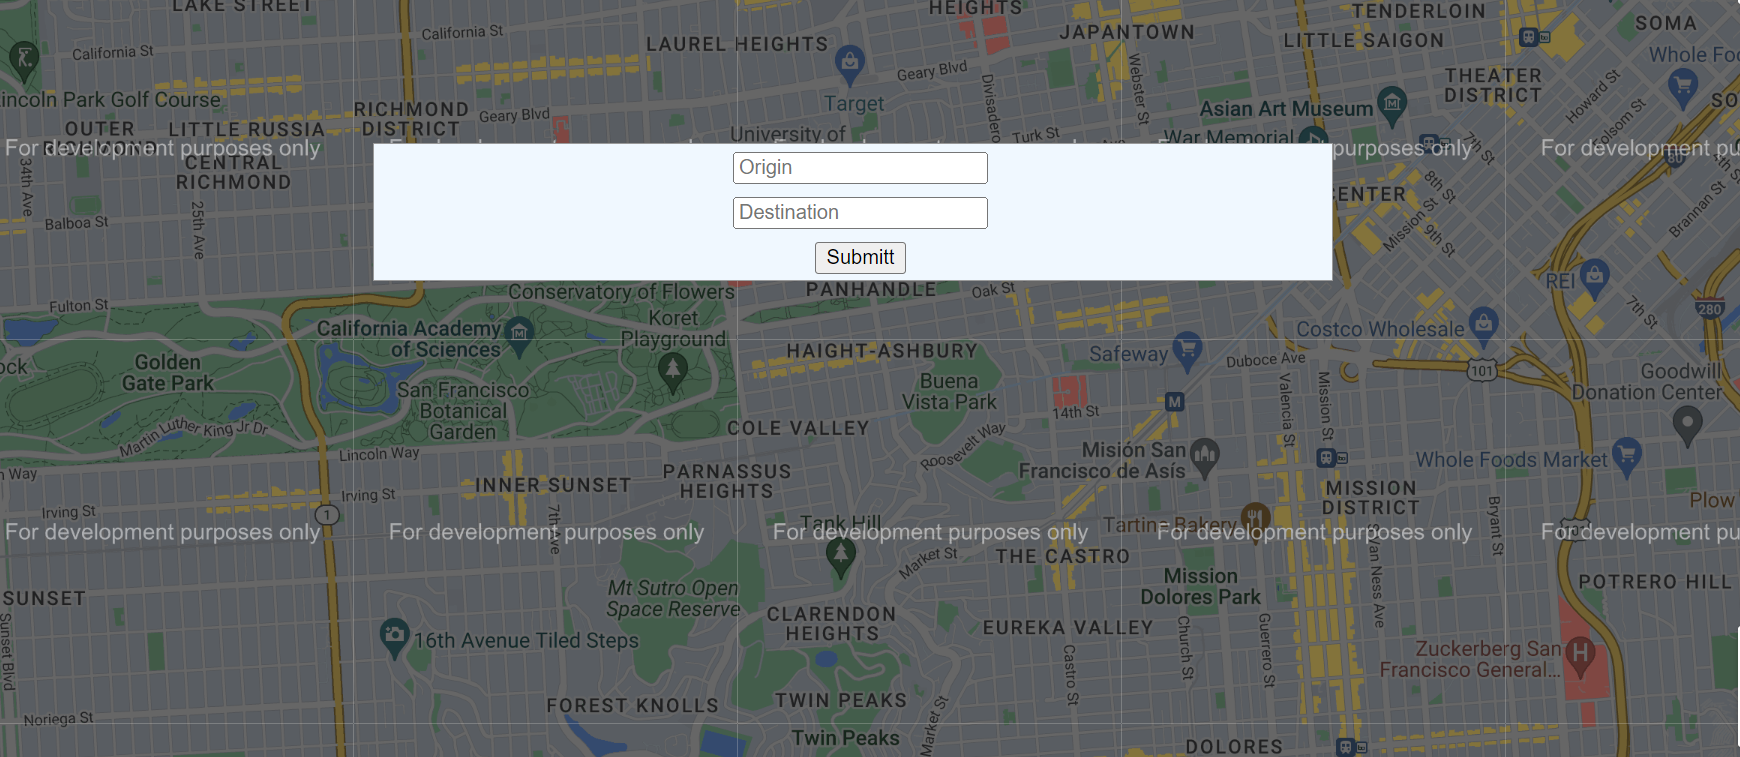 LAKE STREET
HEIGHTS
TENDERLOIN
SOMA
California St
California St
LAUREL HEIGHTS
JAPANTOWN
LITTLE SAIGON
Whole Foo
Geary Blvd
Webster St
Divisadero
THEATER
DISTRICT
Howard St
Folsom St
SO
incoln Park Golf Course
Target
Asian Art Museum
RICHMOND
DISTRICT
Geary Blvd
OUTER
LITTLE RUSSIA
University of
Turk St
War Memorial
7th St
For development purposes only
purposes only
For development pu
34th Ave
CENTRAL
RICHMOND
Origin
80
4th St
8th St
CENTER
25th Ave
Balboa St
Destination
Mission St
9th St
Brannan St
Submitt
REI
Fulton St
Conservatory of Flowers
PANHANDLE
Oak St
7th St
280
California Academy
of Sciences
Koret
Playground
Costco Wholesale
HAIGHT-ASHBURY
Safeway
Duboce Ave
ock
Golden
Gate Park
101
Goodwill
Donation Center
San Francisco
Botanical
Garden
Buena
Vista Park
Valencia St
Mission St
M
14th St
Martin Luther King Jr Dr
COLE VALLEY
Lincoln Way
Roosevelt Way
Misión San
Francisco de Asís
Whole Foods Market
n Way
PARNASSUS
HEIGHTS
INNER SUNSET
MISSION
DISTRICT
Irving St
Irving St
1
7th Ave
Bryant St
Plow
Tank Hill
Tartine Bakery
For development purposes only
For development purposes only
For development purposes only
For development purposes only
For development pu
Market St
THE CASTRO
Van Ness Ave
Mission
Dolores Park
POTRERO HILL
SUNSET
Mt Sutro Open
Space Reserve
CLARENDON
HEIGHTS
EUREKA VALLEY
Church St
Guerrero St
Sunset Blvd
16th Avenue Tiled Steps
Castro St
Zuckerberg San
Francisco General...
H
FOREST KNOLLS
TWIN PEAKS
Market St
Noriega St
Twin Peaks
DOLORES